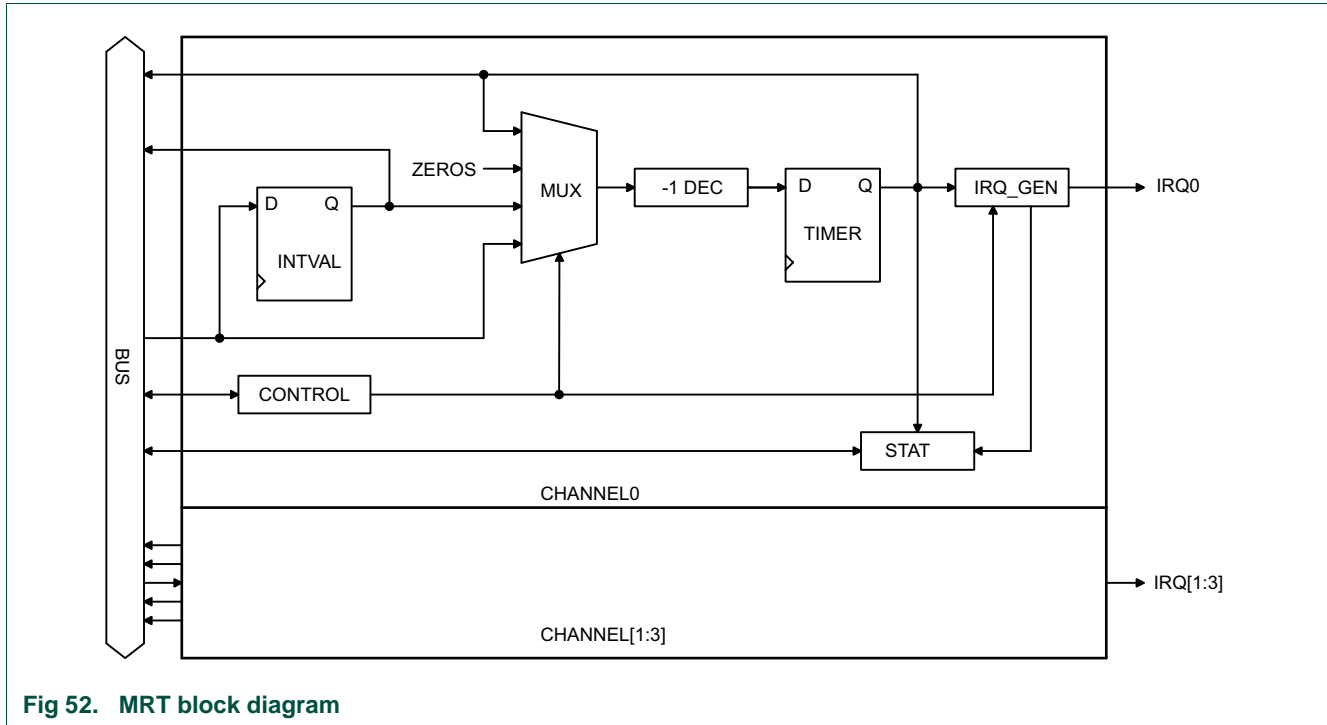 ZEROS
MUX
-1 DEC
D Q
TIMER
IRQ_GEN
IRQ0
D Q
INTVAL
BUS
CONTROL
STAT
CHANNEL0
IRQ[1:3]
CHANNEL[1:3]
Fig 52. MRT block diagram